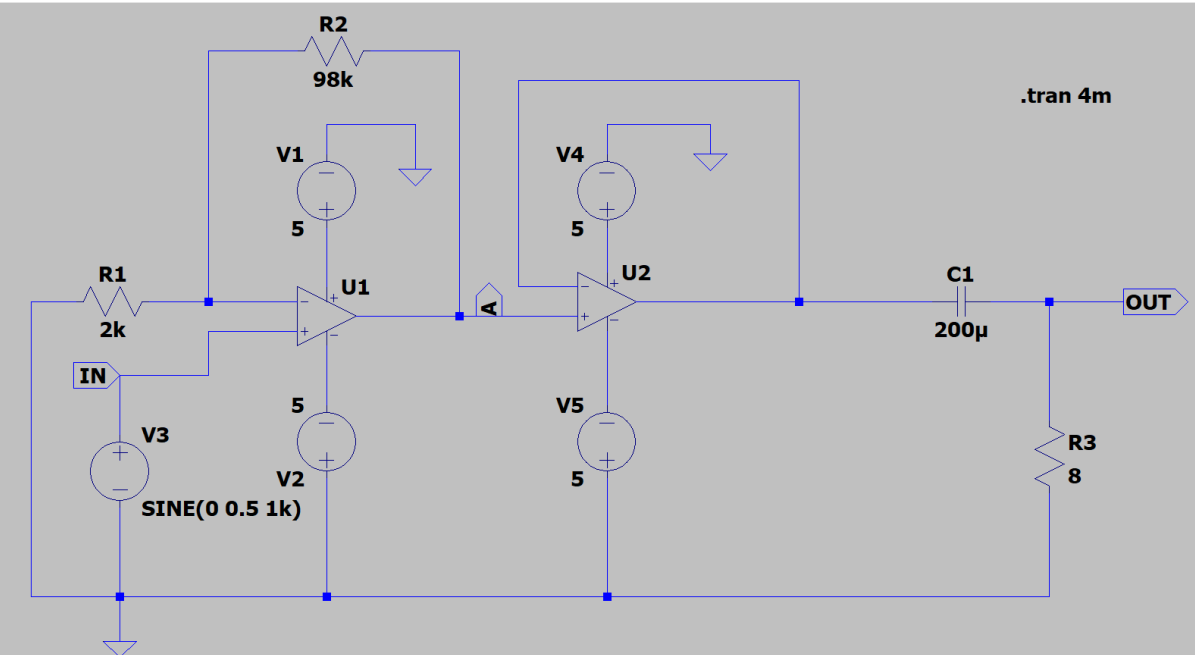 R2
98k
.tran 4m
V1
5
V4
5
R1
2k
U1
A
U2
C1
200µ
OUT
IN
V3
SINE(0 0.5 1k)
5
V2
V5
5
R3
8